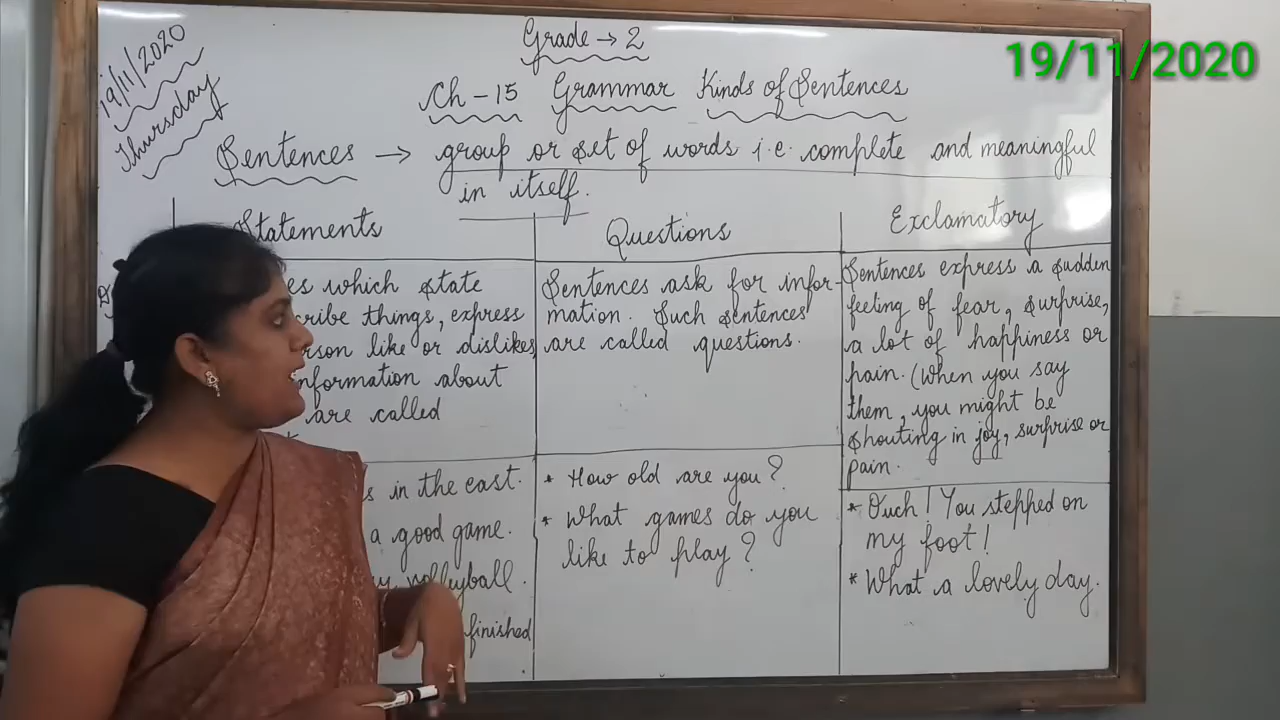 Grade → 2
19/11/2020
19/11/2020
Thursday
Ch - 15 Grammar Kinds of Sentences
Sentences → group or set of words i.e. complete and meaningful
in itself.
Statements
which state
things, express
like or dislikes
about
are called
in the east.
a good game.
volleyball.
finished
Questions
Sentences ask for infor-
mation. Such sentences
are called questions.
* How old are you?
* What games do you
like to play?
Exclamatory
Sentences express a sudden
feeling of fear, surprise,
a lot of happiness or
pain. (When you say
them, you might be
shouting in joy, surprise or
pain.
* Ouch! You stepped on
my foot!
* What a lovely day.